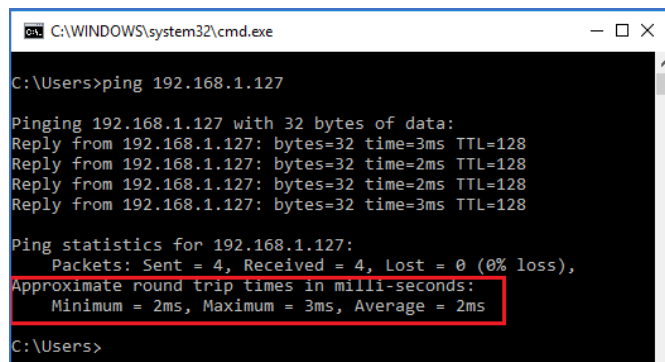 C:\WINDOWS\system32\cmd.exe
C:\Users>ping 192.168.1.127
Pinging 192.168.1.127 with 32 bytes of data:
Reply from 192.168.1.127: bytes=32 time=3ms TTL=128
Reply from 192.168.1.127: bytes=32 time=2ms TTL=128
Reply from 192.168.1.127: bytes=32 time=2ms TTL=128
Reply from 192.168.1.127: bytes=32 time=3ms TTL=128
Ping statistics for 192.168.1.127:
    Packets: Sent = 4, Received = 4, Lost = 0 (0% loss),
Approximate round trip times in milli-seconds:
    Minimum = 2ms, Maximum = 3ms, Average = 2ms
C:\Users>